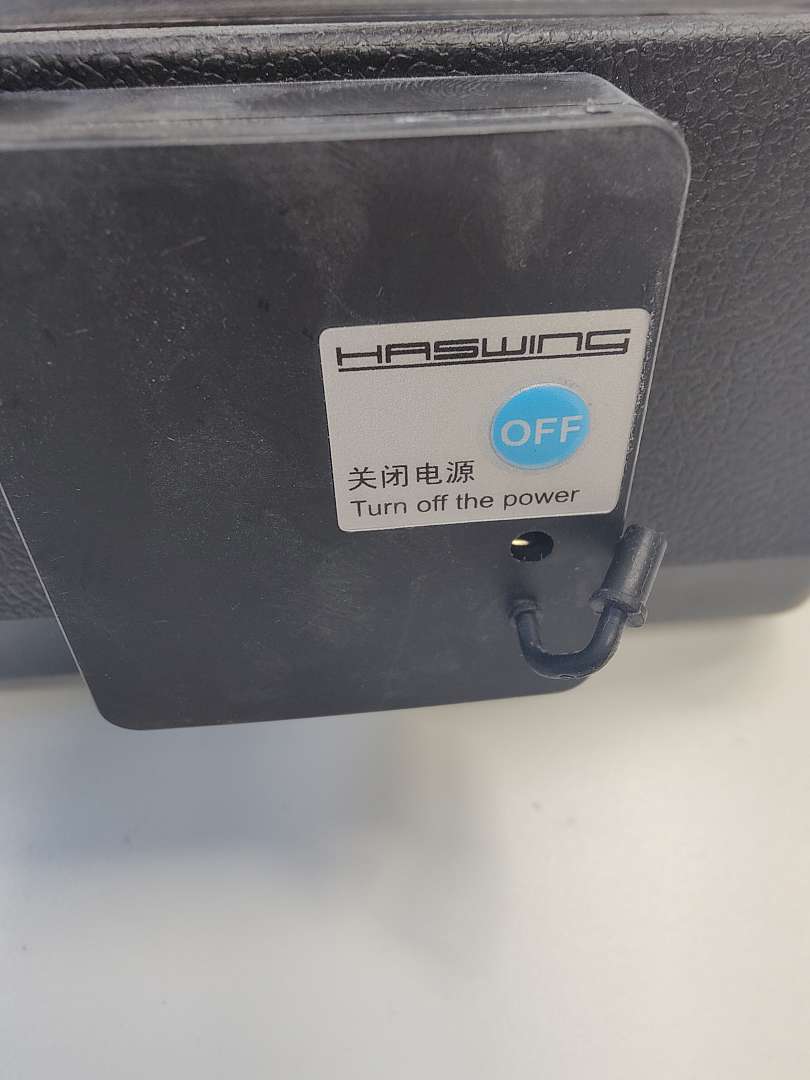 HASWING
OFF
关闭电源
Turn off the power